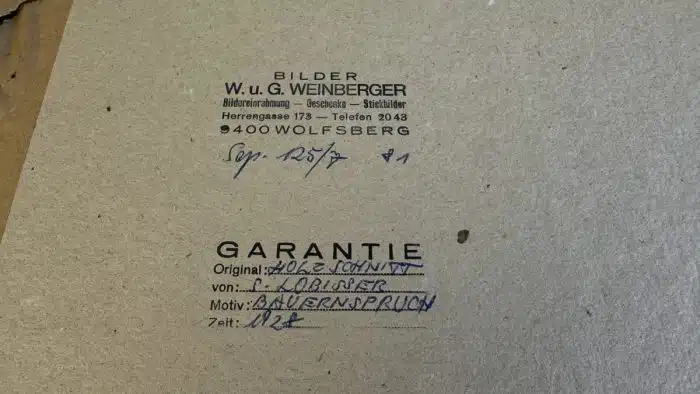 BILDER
W. u. G. WEINBERGER
Bildereinrahmung — Geschenke — Stickbilder
Herrengasse 173 — Telefon 2043
9400 WOLFSBERG
Sep. 125/7 81
GARANTIE
Original: HOLZSCHNITT
von: S. LOBISSER
Motiv: BAUERNSPRUCH
Zeit: 1928